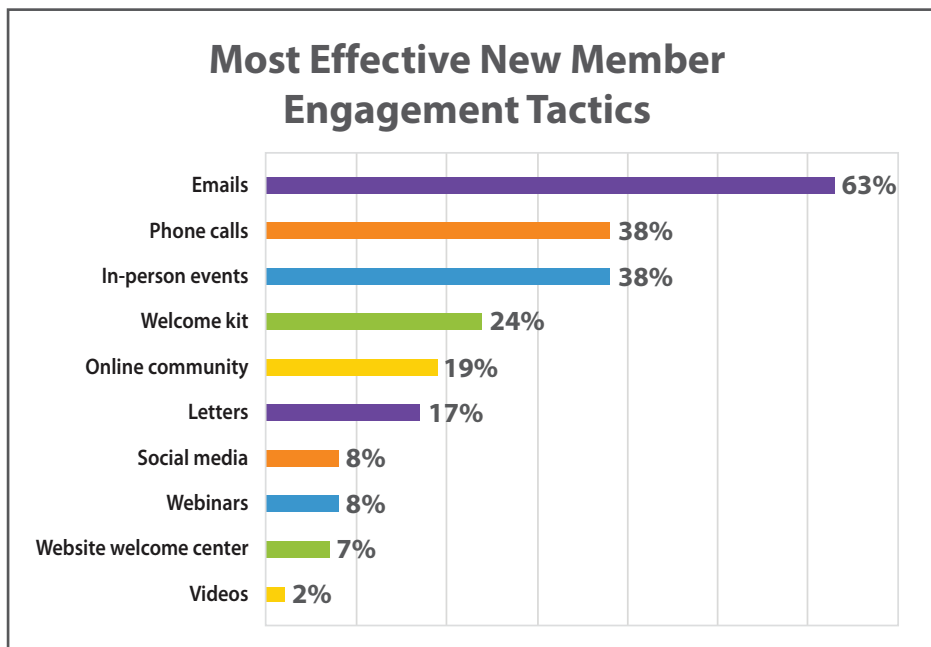 Most Effective New Member
Engagement Tactics
Emails 63%
Phone calls 38%
In-person events 38%
Welcome kit 24%
Online community 19%
Letters 17%
Social media 8%
Webinars 8%
Website welcome center 7%
Videos 2%